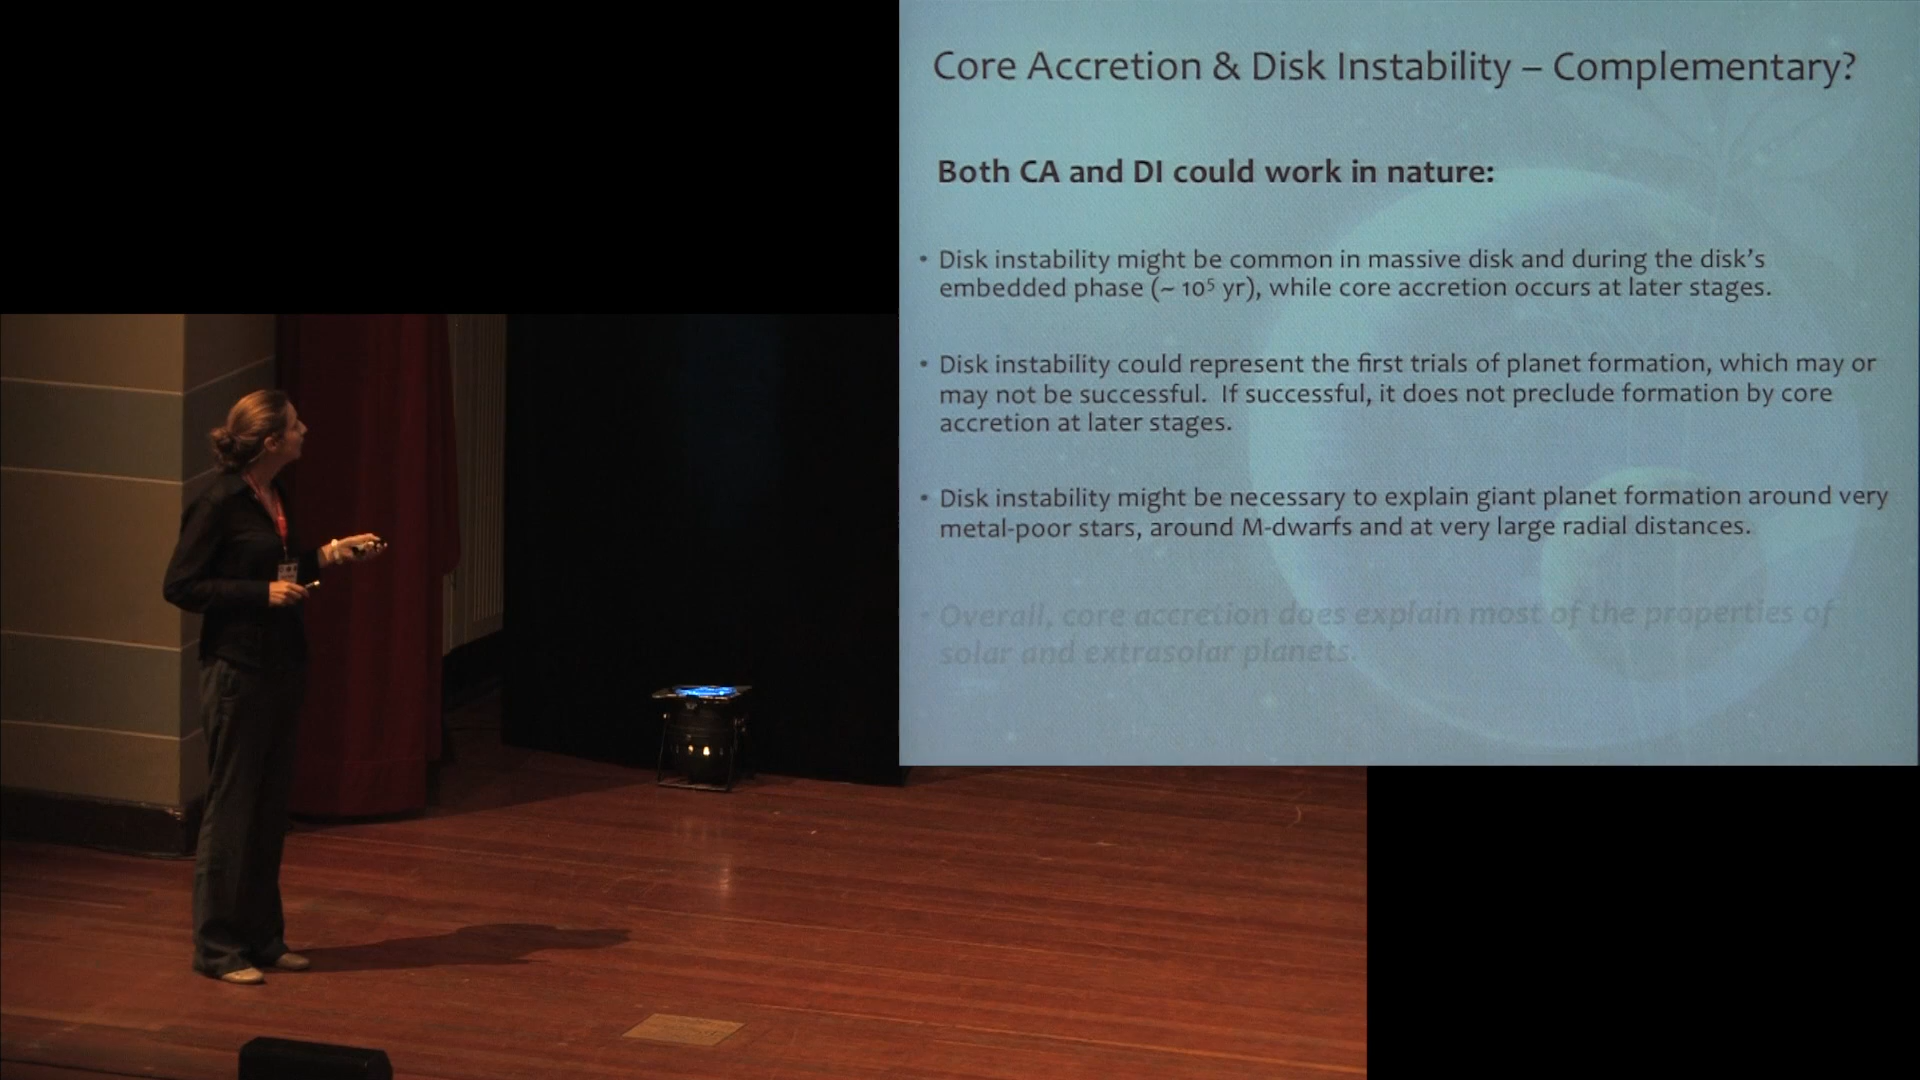 Core Accretion & Disk Instability – Complementary?
Both CA and DI could work in nature:
• Disk instability might be common in massive disk and during the disk's
embedded phase (~ 10⁵ yr), while core accretion occurs at later stages.
• Disk instability could represent the first trials of planet formation, which may or
may not be successful. If successful, it does not preclude formation by core
accretion at later stages.
• Disk instability might be necessary to explain giant planet formation around very
metal-poor stars, around M-dwarfs and at very large radial distances.
• Overall, core accretion does explain most of the properties of
solar and extrasolar planets.